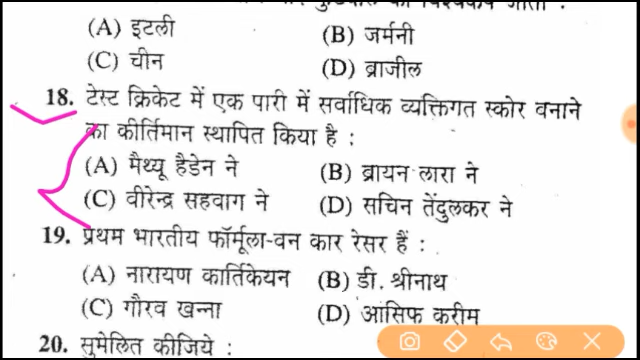 (A) इटली (B) जर्मनी
(C) चीन (D) ब्राजील
18. टेस्ट क्रिकेट में एक पारी में सर्वाधिक व्यक्तिगत स्कोर वनाने
का कीर्तिमान स्थापित किया है :
(A) मैथ्यू हैडेन ने (B) ब्रायन लारा ने
(C) वीरेन्द्र सहवाग ने (D) सचिन तेंदुलकर ने
19. प्रथम भारतीय फॉर्मूला-वन कार रेसर हैं :
(A) नारायण कार्तिकेयन (B) डी. श्रीनाथ
(C) गौरव खन्ना (D) आसिफ करीम
20. सुमेलित कीजिये :